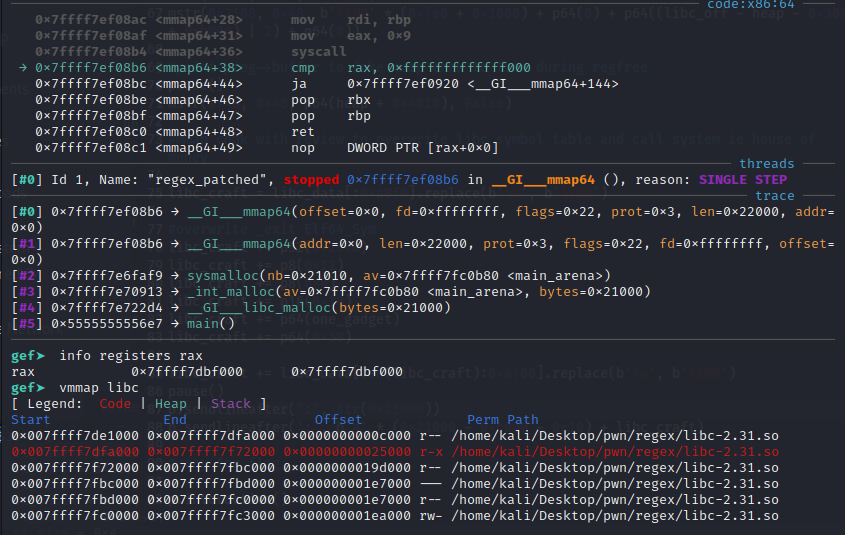 code:x86:64
0×7ffff7ef08ac <mmap64+28> mov rdi, rbp
0×7ffff7ef08af <mmap64+31> mov eax, 0×9
0×7ffff7ef08b4 <mmap64+36> syscall
→ 0×7ffff7ef08b6 <mmap64+38> cmp rax, 0×fffffffffffff000
0×7ffff7ef08bc <mmap64+44> ja 0×7ffff7ef0920 <__GI___mmap64+144>
0×7ffff7ef08be <mmap64+46> pop rbx
0×7ffff7ef08bf <mmap64+47> pop rbp
0×7ffff7ef08c0 <mmap64+48> ret
0×7ffff7ef08c1 <mmap64+49> nop DWORD PTR [rax+0×0]
threads
[#0] Id 1, Name: "regex_patched", stopped 0×7ffff7ef08b6 in __GI___mmap64 (), reason: SINGLE STEP
trace
[#0] 0×7ffff7ef08b6 → __GI___mmap64(offset=0×0, fd=0×ffffffff, flags=0×22, prot=0×3, len=0×22000, addr=
0×0)
[#1] 0×7ffff7ef08b6 → __GI___mmap64(addr=0×0, len=0×22000, prot=0×3, flags=0×22, fd=0×ffffffff, offset=
0×0)
[#2] 0×7ffff7e6faf9 → sysmalloc(nb=0×21010, av=0×7ffff7fc0b80 <main_arena>)
[#3] 0×7ffff7e70913 → _int_malloc(av=0×7ffff7fc0b80 <main_arena>, bytes=0×21000)
[#4] 0×7ffff7e722d4 → __GI___libc_malloc(bytes=0×21000)
[#5] 0×5555555556e7 → main()
gef➤ info registers rax
rax 0×7ffff7dbf000 0×7ffff7dbf000
gef➤ vmmap libc
[ Legend: Code | Heap | Stack ]
Start End Offset Perm Path
0×007ffff7de1000 0×007ffff7dfa000 0×0000000000c000 r-- /home/kali/Desktop/pwn/regex/libc-2.31.so
0×007ffff7dfa000 0×007ffff7f72000 0×00000000025000 r-x /home/kali/Desktop/pwn/regex/libc-2.31.so
0×007ffff7f72000 0×007ffff7fbc000 0×0000000019d000 r-- /home/kali/Desktop/pwn/regex/libc-2.31.so
0×007ffff7fbc000 0×007ffff7fbd000 0×000000001e7000 --- /home/kali/Desktop/pwn/regex/libc-2.31.so
0×007ffff7fbd000 0×007ffff7fc0000 0×000000001e7000 r-- /home/kali/Desktop/pwn/regex/libc-2.31.so
0×007ffff7fc0000 0×007ffff7fc3000 0×000000001ea000 rw- /home/kali/Desktop/pwn/regex/libc-2.31.so